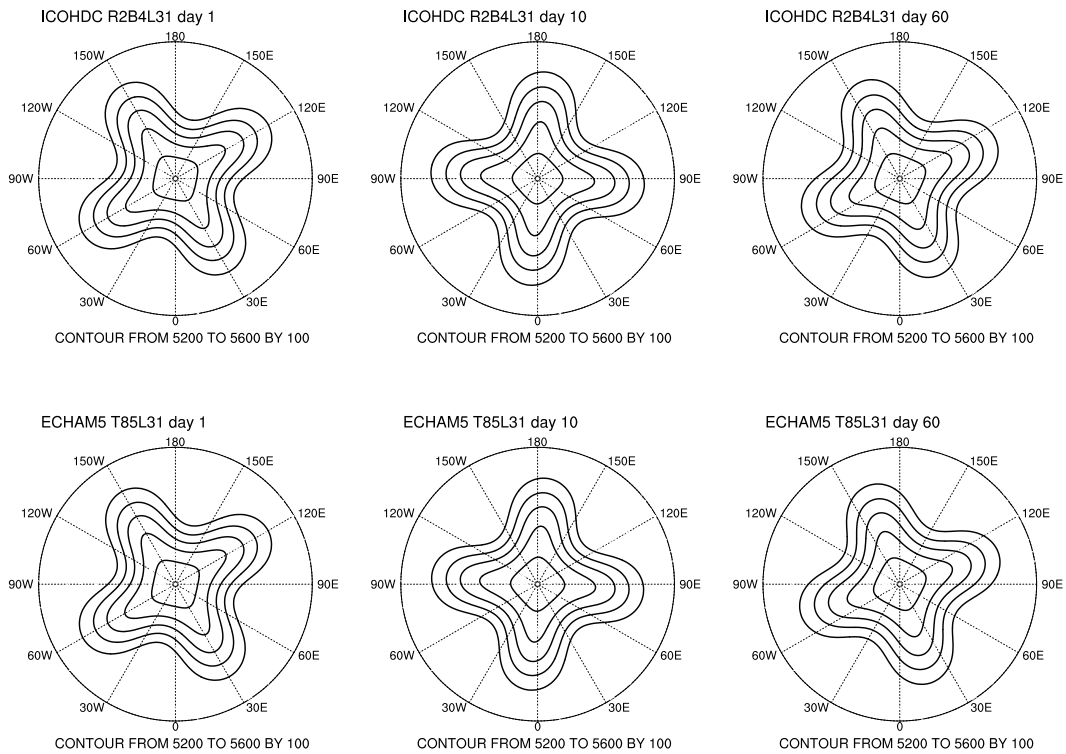 ICOHDC R2B4L31 day 1
180
150W 150E
120W 120E
90W 90E
60W 60E
30W 30E
0
CONTOUR FROM 5200 TO 5600 BY 100
ICOHDC R2B4L31 day 10
180
150W 150E
120W 120E
90W 90E
60W 60E
30W 30E
0
CONTOUR FROM 5200 TO 5600 BY 100
ICOHDC R2B4L31 day 60
180
150W 150E
120W 120E
90W 90E
60W 60E
30W 30E
0
CONTOUR FROM 5200 TO 5600 BY 100
ECHAM5 T85L31 day 1
180
150W 150E
120W 120E
90W 90E
60W 60E
30W 30E
0
CONTOUR FROM 5200 TO 5600 BY 100
ECHAM5 T85L31 day 10
180
150W 150E
120W 120E
90W 90E
60W 60E
30W 30E
0
CONTOUR FROM 5200 TO 5600 BY 100
ECHAM5 T85L31 day 60
180
150W 150E
120W 120E
90W 90E
60W 60E
30W 30E
0
CONTOUR FROM 5200 TO 5600 BY 100